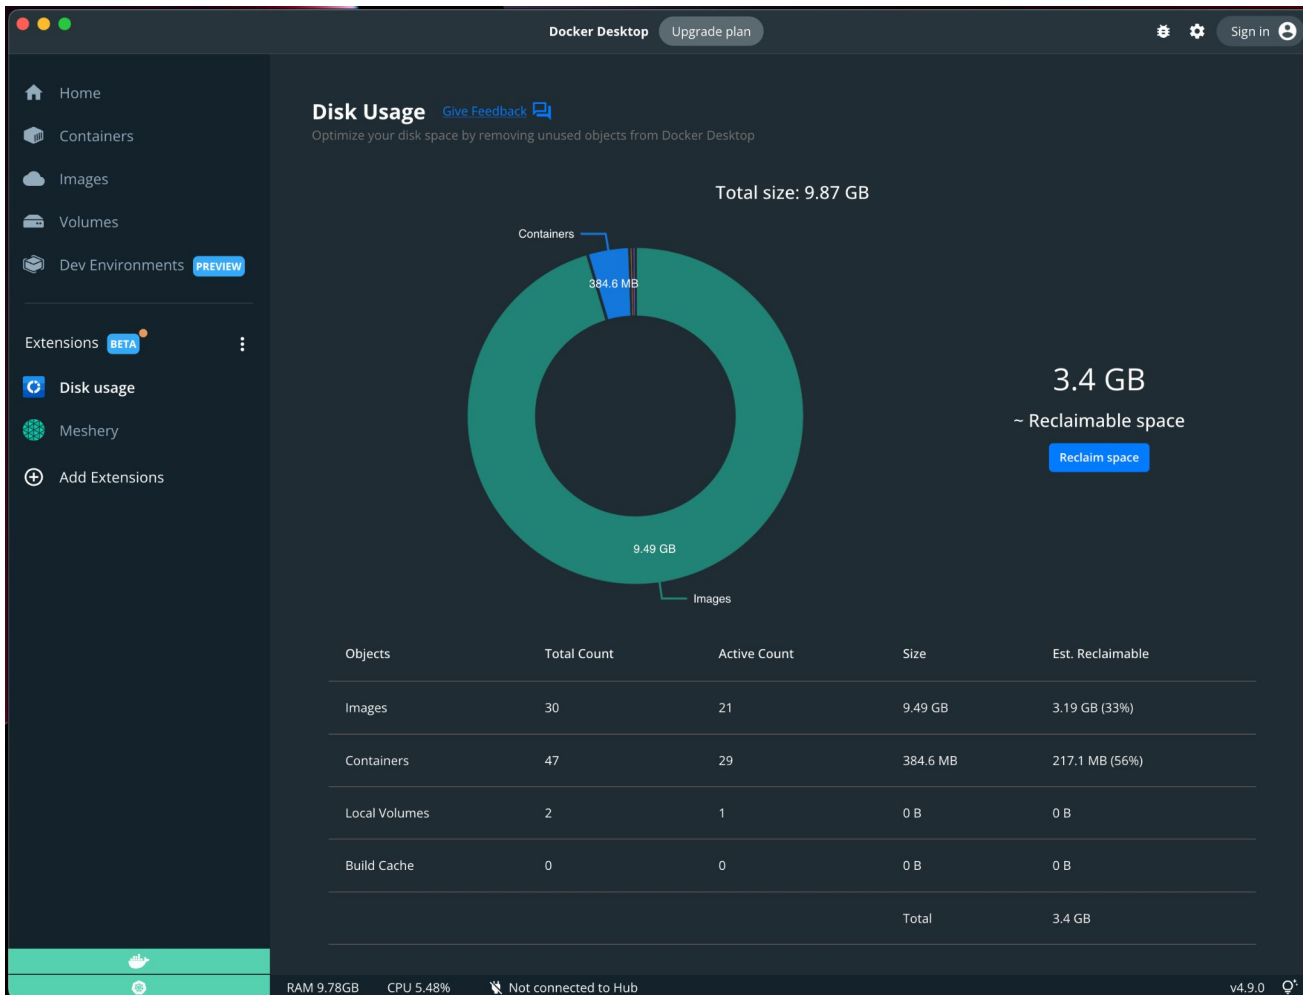 Docker Desktop Upgrade plan Sign in
Home
Containers
Images
Volumes
Dev Environments PREVIEW
Extensions BETA
Disk usage
Meshery
Add Extensions
Disk Usage Give Feedback
Optimize your disk space by removing unused objects from Docker Desktop
Total size: 9.87 GB
Containers
384.6 MB
9.49 GB
Images
3.4 GB
~ Reclaimable space
Reclaim space
Objects Total Count Active Count Size Est. Reclaimable
Images 30 21 9.49 GB 3.19 GB (33%)
Containers 47 29 384.6 MB 217.1 MB (56%)
Local Volumes 2 1 0 B 0 B
Build Cache 0 0 0 B 0 B
Total 3.4 GB
RAM 9.78GB CPU 5.48% Not connected to Hub v4.9.0